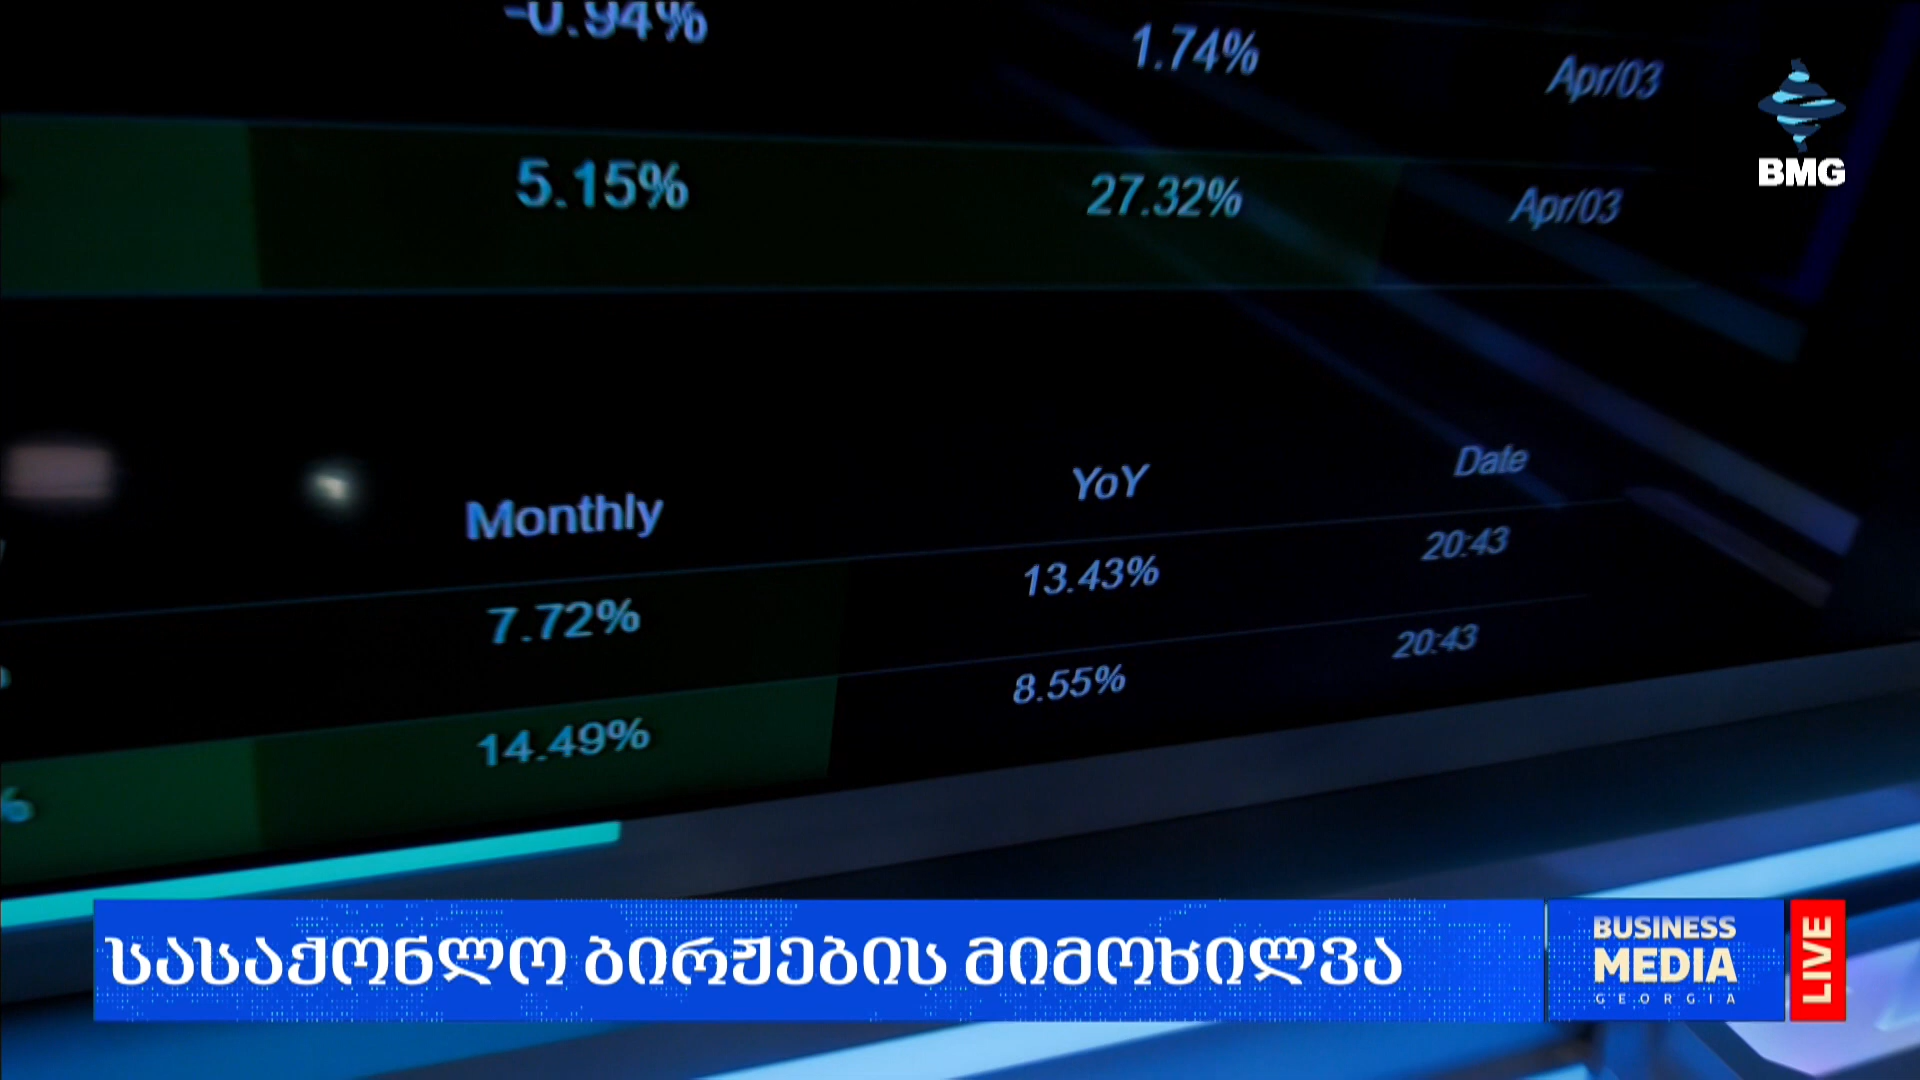 -0.94% 1.74% Apr/03
BMG
5.15% 27.32% Apr/03
Monthly YoY Date
7.72% 13.43% 20:43
14.49% 8.55% 20:43
%
სასაქონლო ბირჟების მიმოხილვა
BUSINESS
MEDIA
GEORGIA
LIVE